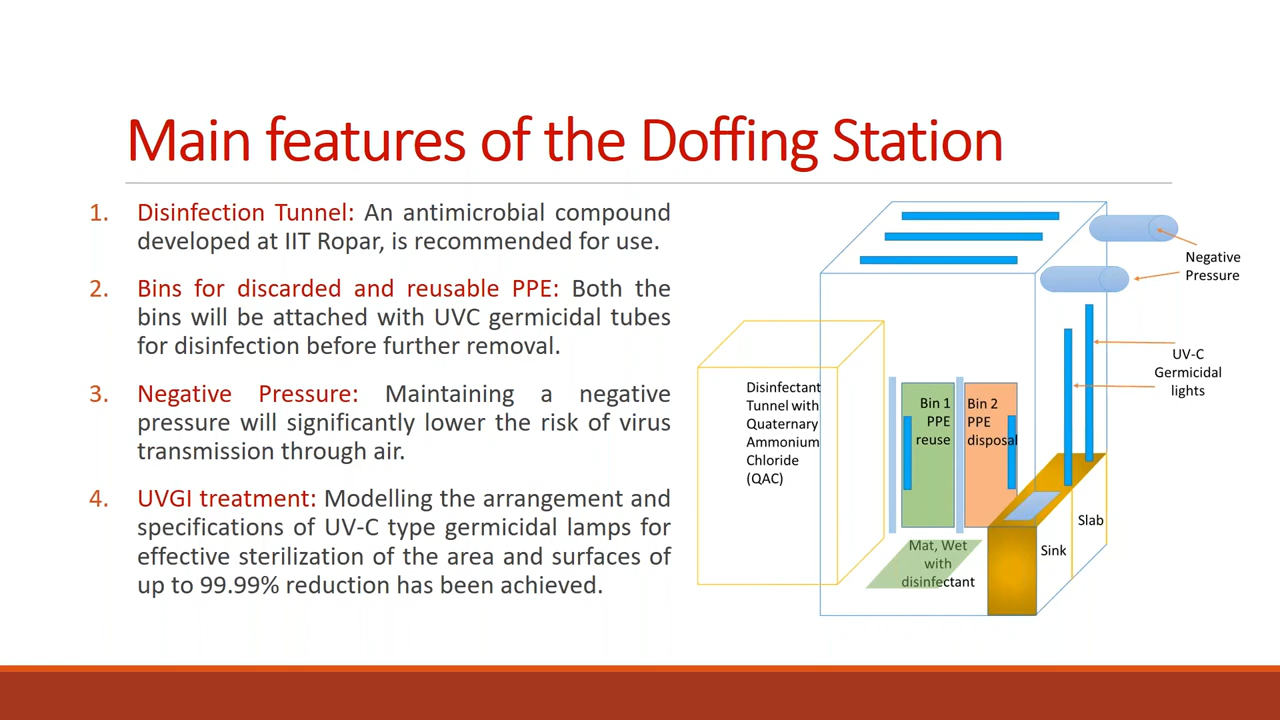 Main features of the Doffing Station
1. Disinfection Tunnel: An antimicrobial compound
developed at IIT Ropar, is recommended for use.
2. Bins for discarded and reusable PPE: Both the
bins will be attached with UVC germicidal tubes
for disinfection before further removal.
3. Negative Pressure: Maintaining a negative
pressure will significantly lower the risk of virus
transmission through air.
4. UVGI treatment: Modelling the arrangement and
specifications of UV-C type germicidal lamps for
effective sterilization of the area and surfaces of
up to 99.99% reduction has been achieved.
Disinfectant
Tunnel with
Quaternary
Ammonium
Chloride
(QAC)
Bin 1
PPE
reuse
Bin 2
PPE
disposal
Mat, Wet
with
disinfectant
Negative
Pressure
UV-C
Germicidal
lights
Slab
Sink